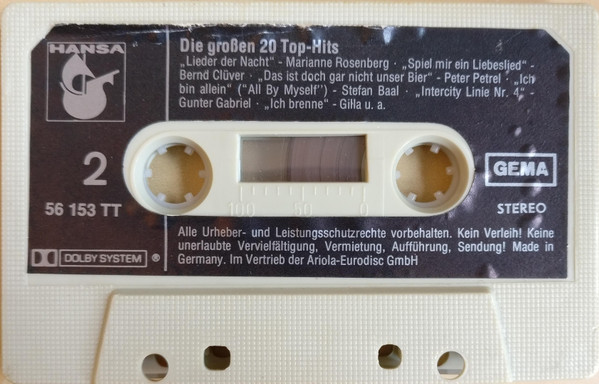 HANSA
Die großen 20 Top-Hits
„Lieder der Nacht“ - Marianne Rosenberg · „Spiel mir ein Liebeslied“ -
Bernd Clüver · „Das ist doch gar nicht unser Bier“ - Peter Petrel · „Ich
bin allein“ ("All By Myself") - Stefan Baal · „Intercity Linie Nr. 4“ -
Gunter Gabriel · „Ich brenne“ - Gilla u. a.
2
56 153 TT
100 50 0
GEMA
STEREO
DOLBY SYSTEM ®
Alle Urheber- und Leistungsschutzrechte vorbehalten. Kein Verleih! Keine
unerlaubte Vervielfältigung, Vermietung, Aufführung, Sendung! Made in
Germany. Im Vertrieb der Ariola-Eurodisc GmbH